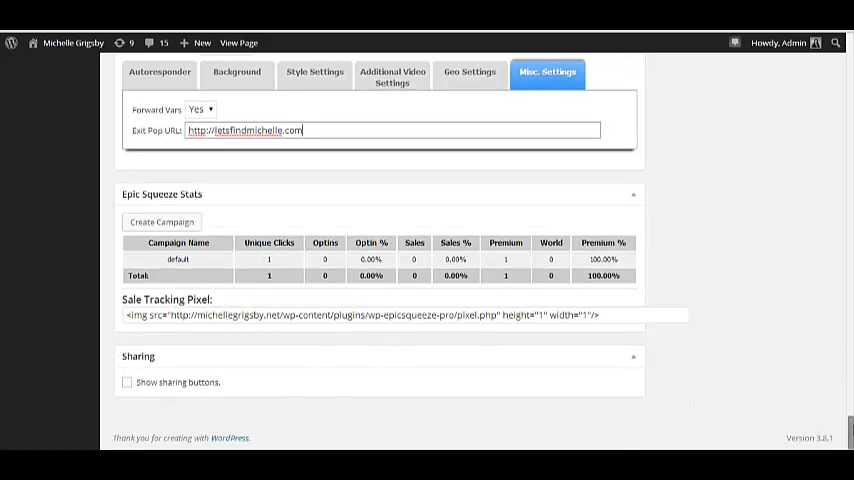 Michelle Grigsby 9 15 + New View Page Howdy, Admin
Autoresponder Background Style Settings Additional Video Settings Geo Settings Misc. Settings
Forward Vars Yes
Exit Pop URL: http://letsfindmichelle.com
Epic Squeeze Stats
Create Campaign
Campaign Name Unique Clicks Optins Optin % Sales Sales % Premium World Premium %
default 1 0 0.00% 0 0.00% 1 0 100.00%
Total: 1 0 0.00% 0 0.00% 1 0 100.00%
Sale Tracking Pixel:
<img src="http://michellegrigsby.net/wp-content/plugins/wp-epicsqueeze-pro/pixel.php" height="1" width="1"/>
Sharing
Show sharing buttons.
Thank you for creating with WordPress. Version 3.8.1